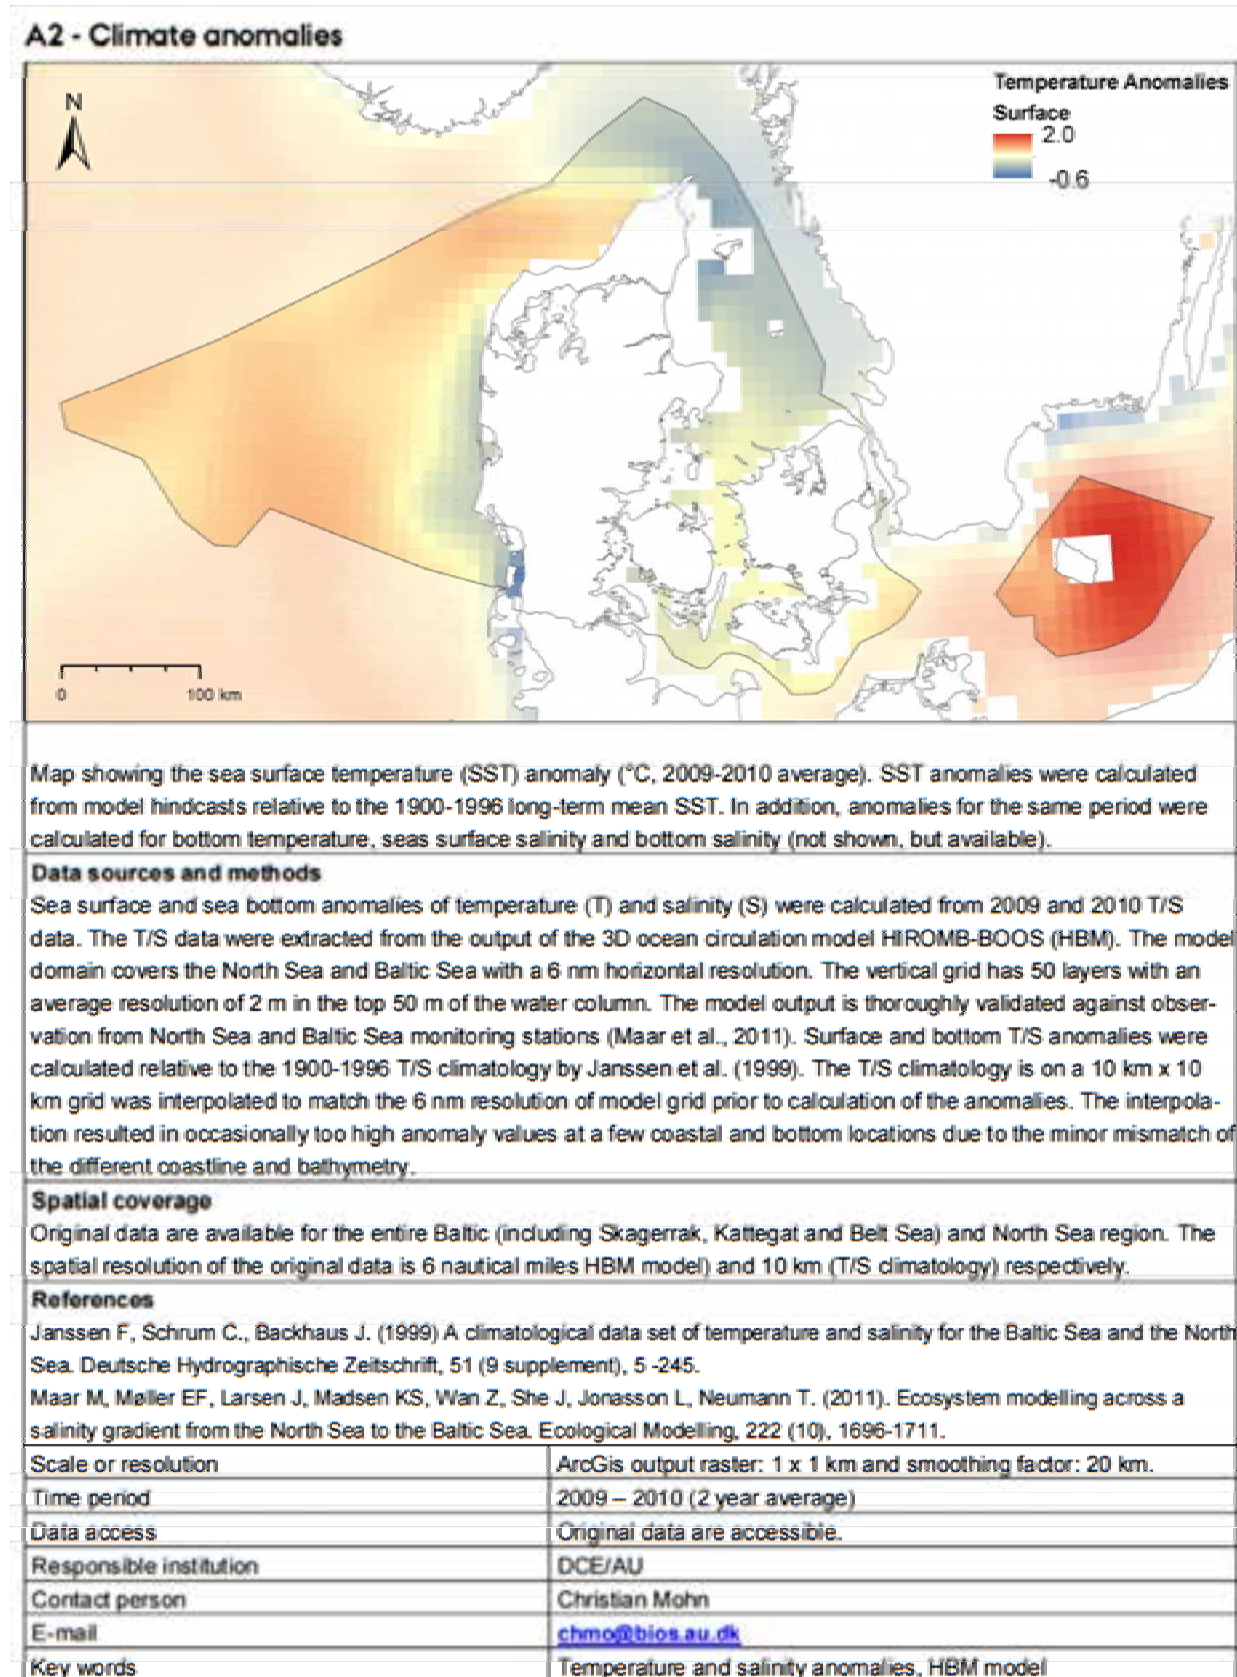 A2 - Climate anomalies
N
Temperature Anomalies
Surface
2.0
-0.6
0 100 km
Map showing the sea surface temperature (SST) anomaly (°C, 2009-2010 average). SST anomalies were calculated
from model hindcasts relative to the 1900-1996 long-term mean SST. In addition, anomalies for the same period were
calculated for bottom temperature, seas surface salinity and bottom salinity (not shown, but available).
Data sources and methods
Sea surface and sea bottom anomalies of temperature (T) and salinity (S) were calculated from 2009 and 2010 T/S
data. The T/S data were extracted from the output of the 3D ocean circulation model HIROMB-BOOS (HBM). The model
domain covers the North Sea and Baltic Sea with a 6 nm horizontal resolution. The vertical grid has 50 layers with an
average resolution of 2 m in the top 50 m of the water column. The model output is thoroughly validated against obser-
vation from North Sea and Baltic Sea monitoring stations (Maar et al., 2011). Surface and bottom T/S anomalies were
calculated relative to the 1900-1996 T/S climatology by Janssen et al. (1999). The T/S climatology is on a 10 km x 10
km grid was interpolated to match the 6 nm resolution of model grid prior to calculation of the anomalies. The interpola-
tion resulted in occasionally too high anomaly values at a few coastal and bottom locations due to the minor mismatch of
the different coastline and bathymetry.
Spatial coverage
Original data are available for the entire Baltic (including Skagerrak, Kattegat and Belt Sea) and North Sea region. The
spatial resolution of the original data is 6 nautical miles HBM model) and 10 km (T/S climatology) respectively.
References
Janssen F, Schrum C., Backhaus J. (1999) A climatological data set of temperature and salinity for the Baltic Sea and the North
Sea. Deutsche Hydrographische Zeitschrift, 51 (9 supplement), 5 -245.
Maar M, Møller EF, Larsen J, Madsen KS, Wan Z, She J, Jonasson L, Neumann T. (2011). Ecosystem modelling across a
salinity gradient from the North Sea to the Baltic Sea. Ecological Modelling, 222 (10), 1696-1711.
Scale or resolution ArcGis output raster: 1 x 1 km and smoothing factor: 20 km.
Time period 2009 – 2010 (2 year average)
Data access Original data are accessible.
Responsible institution DCE/AU
Contact person Christian Mohn
E-mail chmo@bios.au.dk
Key words Temperature and salinity anomalies, HBM model